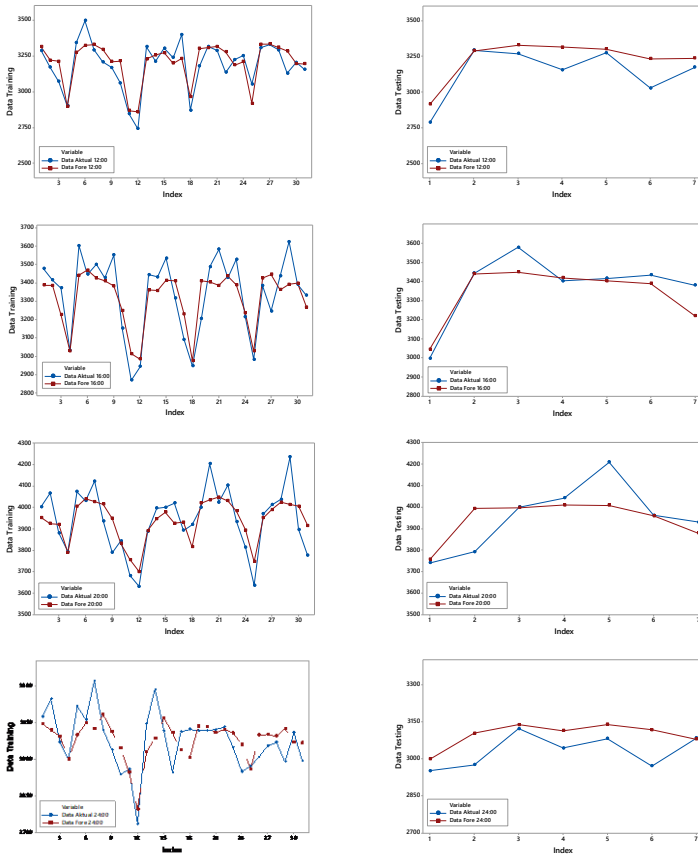 3500
3250
3000
2750
2500
Data Training
Variable
Data Aktual 12:00
Data Fore 12:00
3 6 9 12 15 18 21 24 27 30
Index
3500
3250
3000
2750
2500
Data Testing
Variable
Data Aktual 12:00
Data Fore 12:00
1 2 3 4 5 6 7
Index
3700
3600
3500
3400
3300
3200
3100
3000
2900
2800
Data Training
Variable
Data Aktual 16:00
Data Fore 16:00
3 6 9 12 15 18 21 24 27 30
Index
3600
3400
3300
3200
3100
3000
2900
2800
Data Testing
Variable
Data Aktual 16:00
Data Fore 16:00
1 2 3 4 5 6 7
Index
4300
4200
4100
4000
3900
3800
3700
3600
3500
Data Training
Variable
Data Aktual 20:00
Data Fore 20:00
3 6 9 12 15 18 21 24 27 30
Index
4300
4200
4100
4000
3900
3800
3700
3600
3500
Data Testing
Variable
Data Aktual 20:00
Data Fore 20:00
1 2 3 4 5 6 7
Index
Data Training
Variable
Data Aktual 24:00
Data Fore 24:00
Index
3300
3150
3000
2850
2700
Data Testing
Variable
Data Aktual 24:00
Data Fore 24:00
1 2 3 4 5 6 7
Index